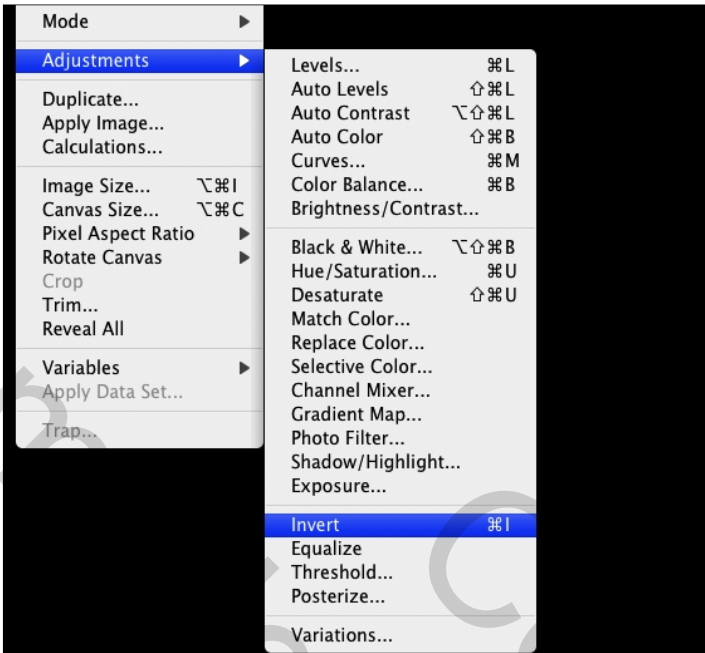 Mode ▶
Adjustments ▶
Duplicate...
Apply Image...
Calculations...
Image Size... ⌥⌘I
Canvas Size... ⌥⌘C
Pixel Aspect Ratio ▶
Rotate Canvas ▶
Crop
Trim...
Reveal All
Variables ▶
Apply Data Set...
Trap...
Levels... ⌘L
Auto Levels ⇧⌘L
Auto Contrast ⌥⇧⌘L
Auto Color ⇧⌘B
Curves... ⌘M
Color Balance... ⌘B
Brightness/Contrast...
Black & White... ⌥⇧⌘B
Hue/Saturation... ⌘U
Desaturate ⇧⌘U
Match Color...
Replace Color...
Selective Color...
Channel Mixer...
Gradient Map...
Photo Filter...
Shadow/Highlight...
Exposure...
Invert ⌘I
Equalize
Threshold...
Posterize...
Variations...